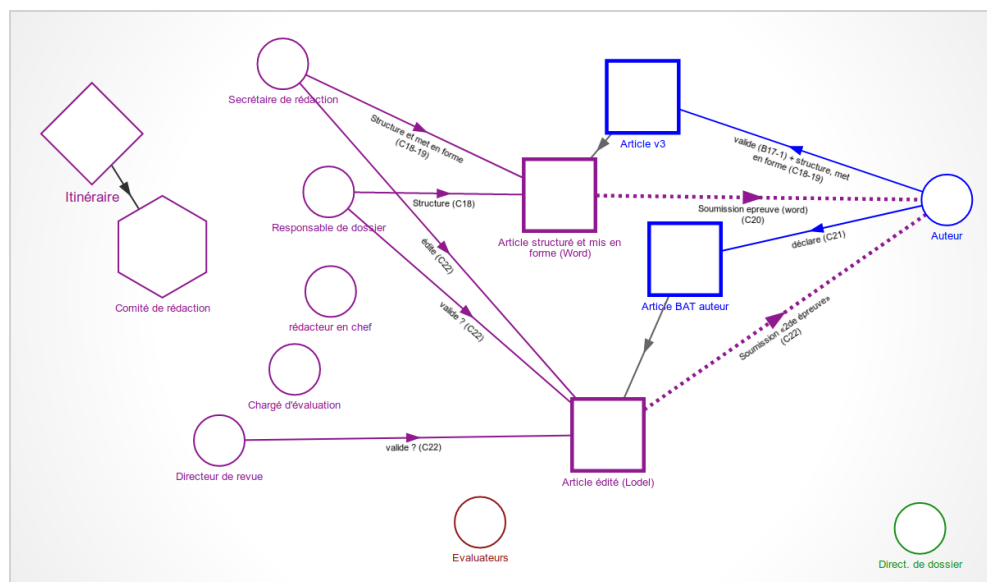 Secrétaire de rédaction
Structure et met en forme
(C18-19)
Article v3
valide (B17-1) + structure, met
en forme (C18-19)
Itinéraire
Structure (C18)
Responsable de dossier
Soumission epreuve (word)
(C20)
Auteur
Article structuré et mis en
forme (Word)
déclare (C21)
édite (C22)
Comité de rédaction
Article BAT auteur
rédacteur en chef
valide ? (C22)
Soumission «2de épreuve»
(C22)
Chargé d'évaluation
valide ? (C22)
Directeur de revue
Article édité (Lodel)
Evaluateurs
Direct. de dossier